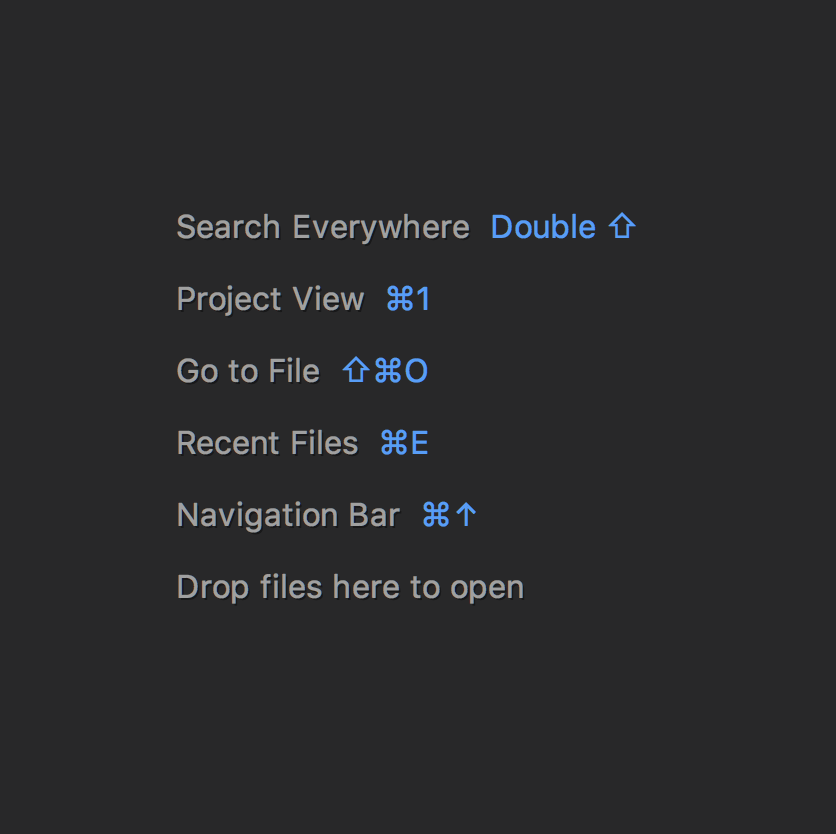 Search Everywhere Double ⇧
Project View ⌘1
Go to File ⇧⌘O
Recent Files ⌘E
Navigation Bar ⌘↑
Drop files here to open